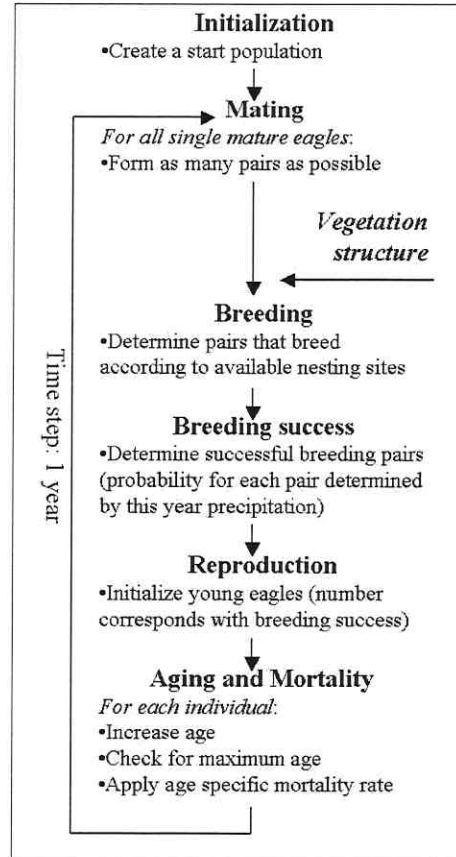 Initialization
•Create a start population
Mating
For all single mature eagles:
•Form as many pairs as possible
Vegetation
structure
Breeding
•Determine pairs that breed
according to available nesting sites
Breeding success
•Determine successful breeding pairs
(probability for each pair determined
by this year precipitation)
Reproduction
•Initialize young eagles (number
corresponds with breeding success)
Aging and Mortality
For each individual:
•Increase age
•Check for maximum age
•Apply age specific mortality rate
Time step: 1 year